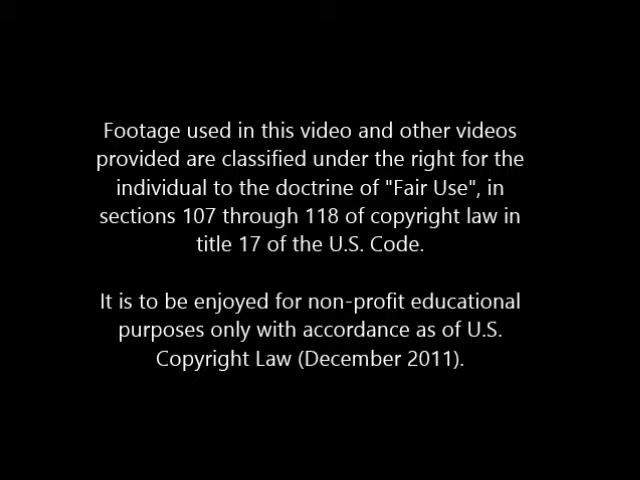 Footage used in this video and other videos
provided are classified under the right for the
individual to the doctrine of "Fair Use", in
sections 107 through 118 of copyright law in
title 17 of the U.S. Code.
It is to be enjoyed for non-profit educational
purposes only with accordance as of U.S.
Copyright Law (December 2011).